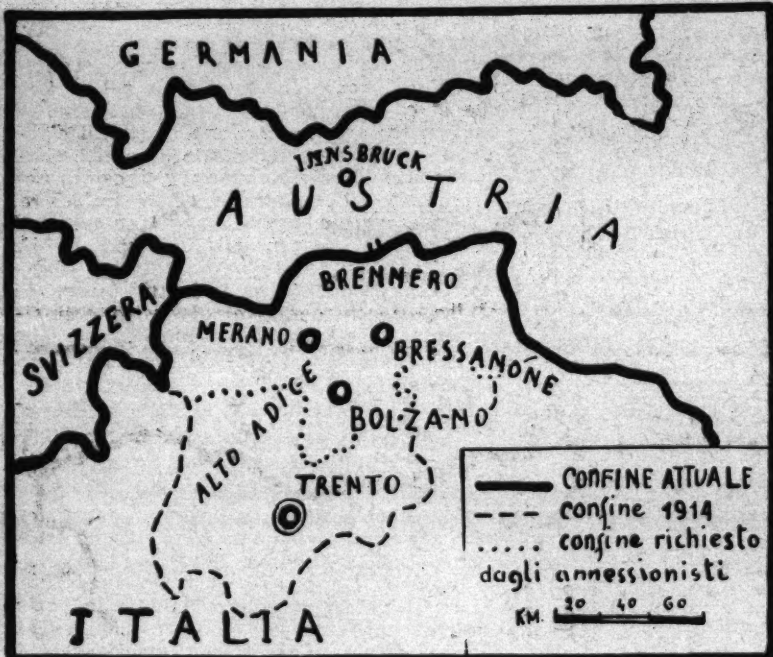 GERMANIA
INNSBRUCK
AUSTRIA
BRENNERO
SVIZZERA
MERANO
BRESSANONE
ALTO ADIGE
BOLZANO
TRENTO
CONFINE ATTUALE
confine 1914
confine richiesto
dagli annessionisti
KM. 20 40 60
ITALIA